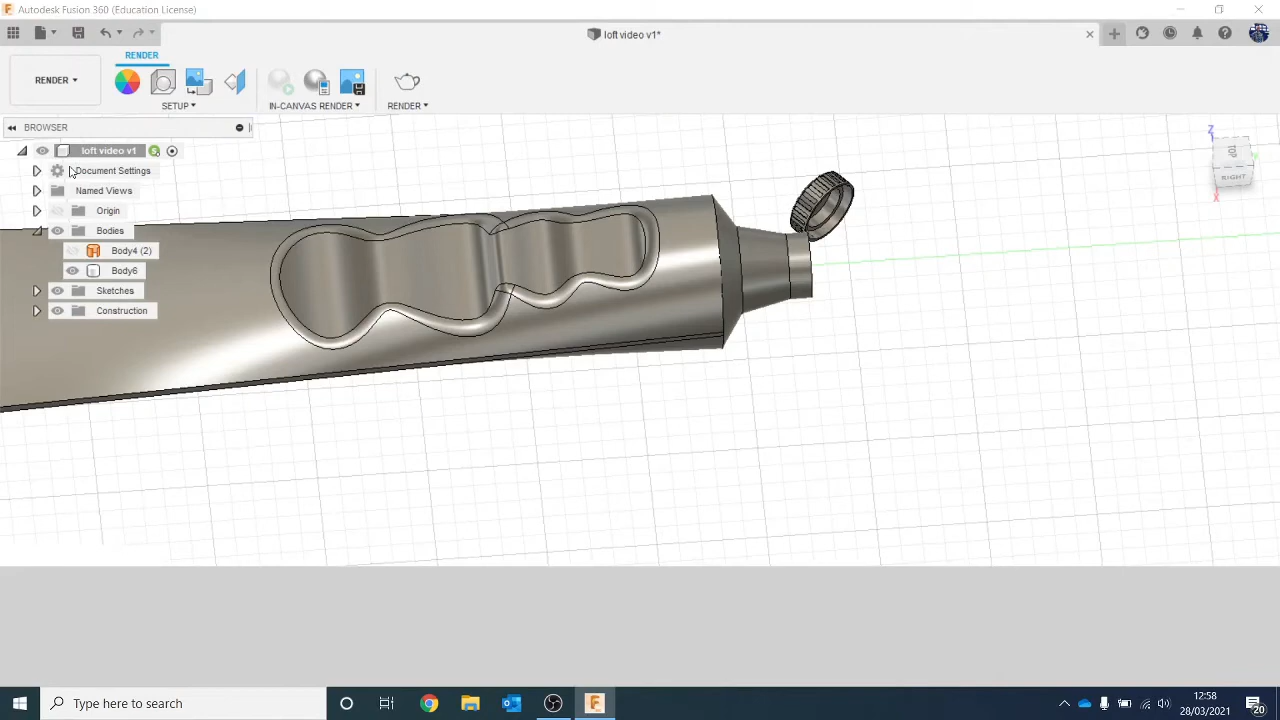 Autodesk Fusion 360 (Education License)
loft video v1*
RENDER
RENDER
SETUP
IN-CANVAS RENDER
RENDER
BROWSER
loft video v1
S
Document Settings
Named Views
Origin
Bodies
Body4 (2)
Body6
Sketches
Construction
Z
TOP
RIGHT
Y
X
Type here to search
12:58
28/03/2021
20